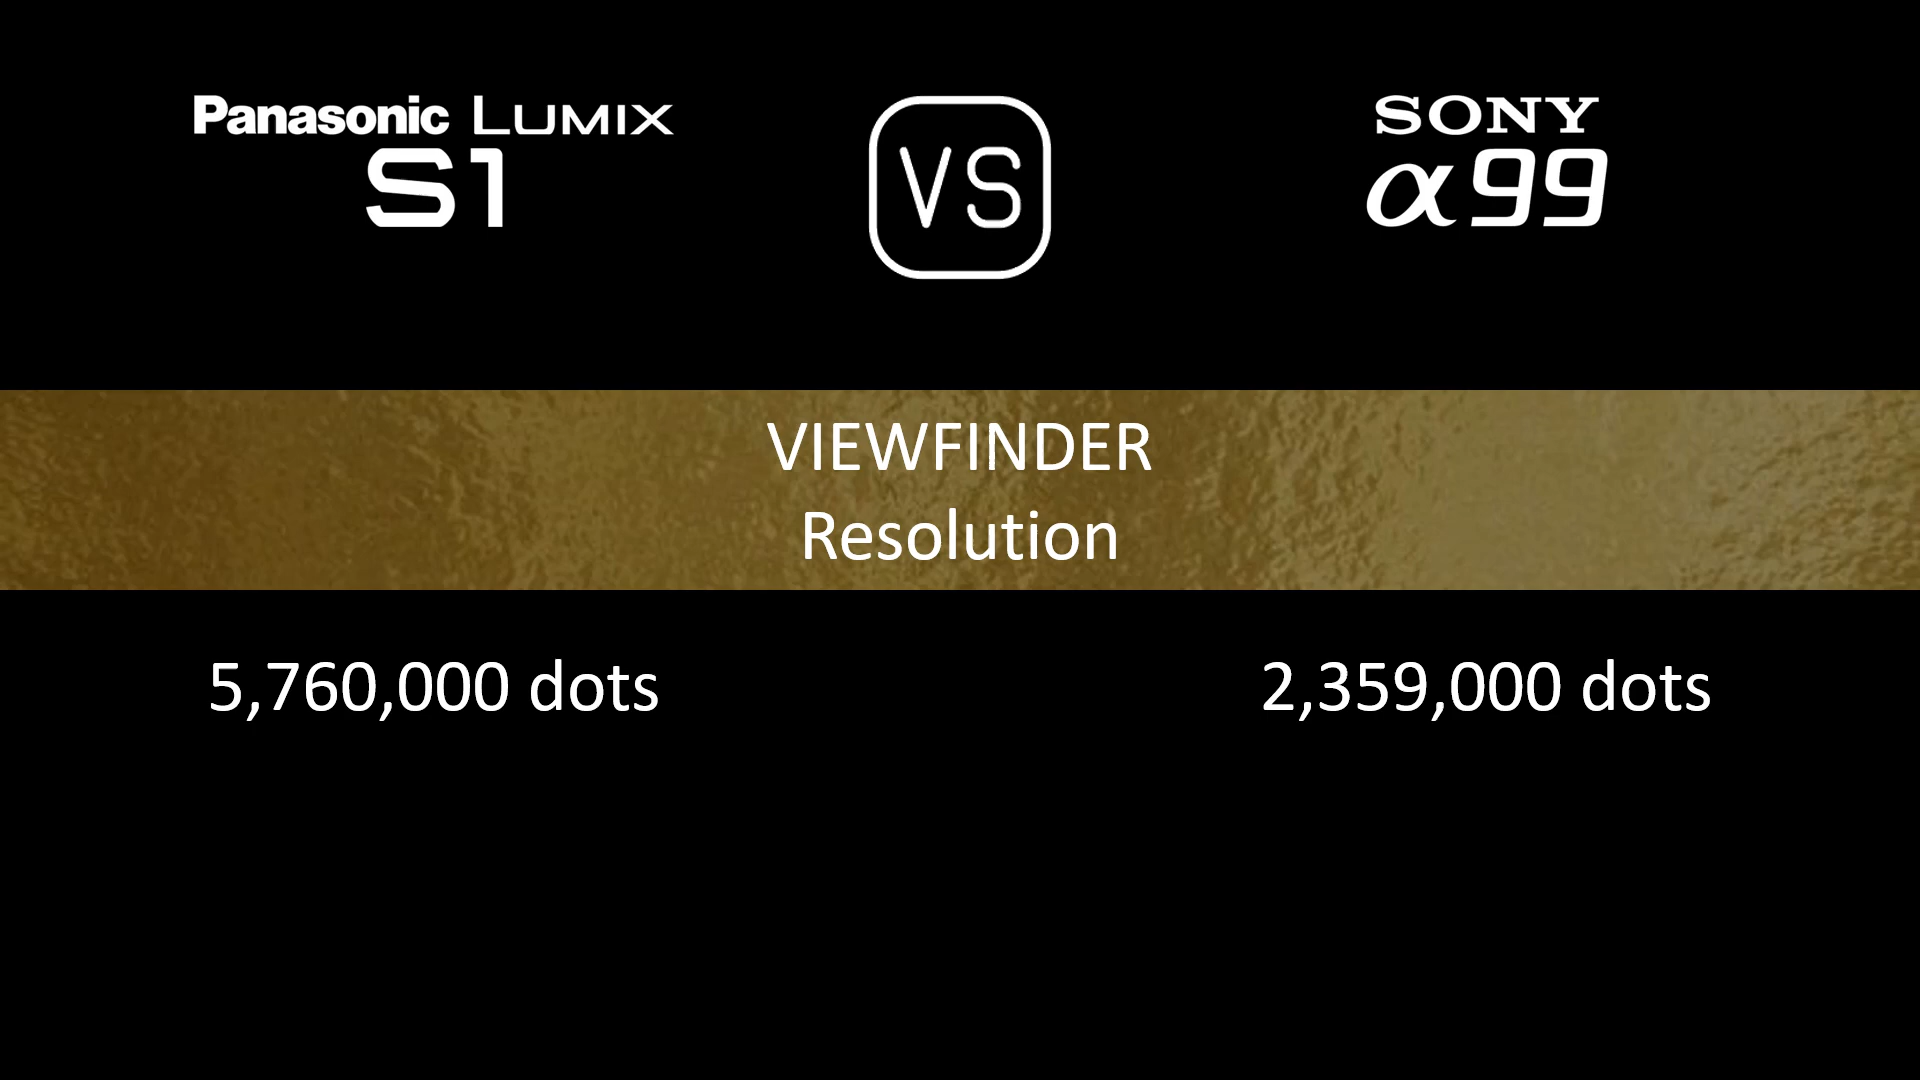 Panasonic LUMIX
S1
VS
SONY
α99
VIEWFINDER
Resolution
5,760,000 dots
2,359,000 dots